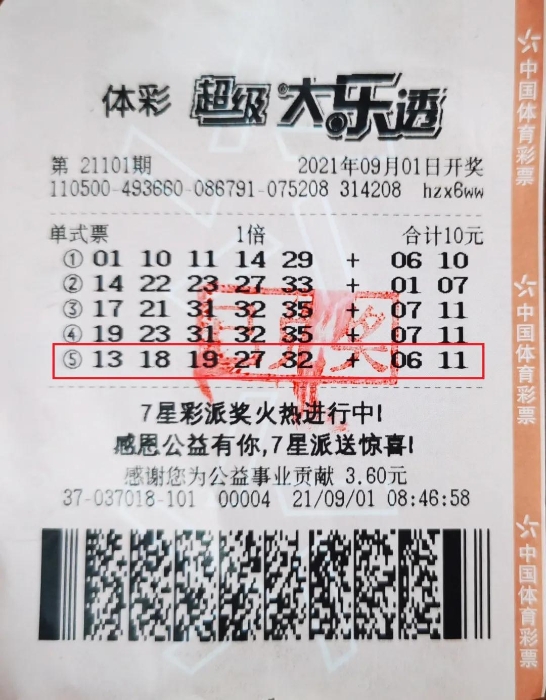 体彩 超级大乐透
第 21101期 2021年09月01日开奖
110500-493660-086791-075208 314208 hzx6ww
单式票 1倍 合计10元
① 01 10 11 14 29 + 06 10
② 14 22 23 27 33 + 01 07
③ 17 21 31 32 35 + 07 11
④ 19 23 31 32 35 + 07 11
⑤ 13 18 19 27 32 + 06 11
已兑奖
7星彩派奖火热进行中!
感恩公益有你,7星派送惊喜!
感谢您为公益事业贡献 3.60元
37-037018-101 00004 21/09/01 08:46:58
中国体育彩票
中国体育彩票
中国体育彩票